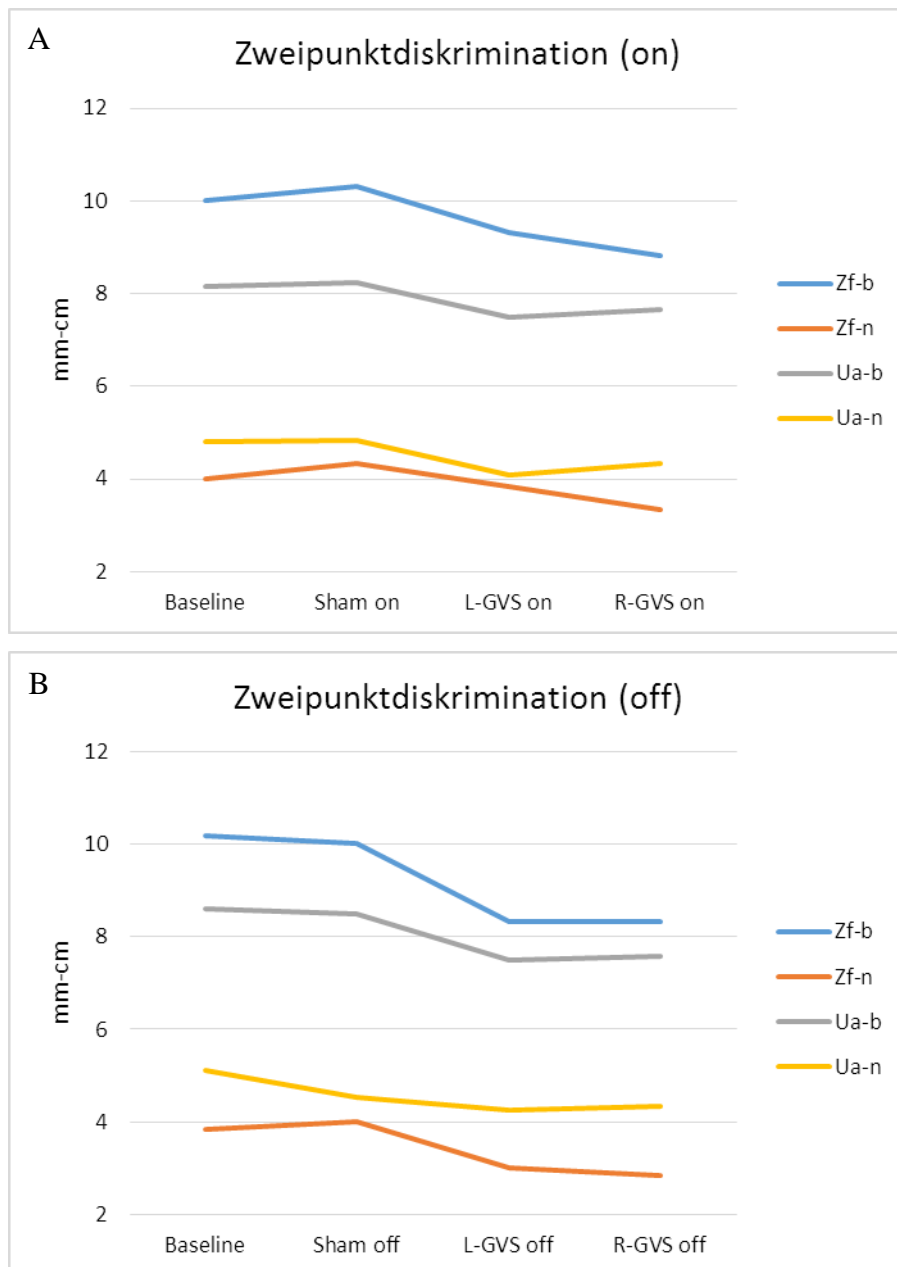 A
Zweipunktdiskrimination (on)
12
10
8
6
4
2
mm-cm
Baseline
Sham on
L-GVS on
R-GVS on
Zf-b
Zf-n
Ua-b
Ua-n
B
Zweipunktdiskrimination (off)
12
10
8
6
4
2
mm-cm
Baseline
Sham off
L-GVS off
R-GVS off
Zf-b
Zf-n
Ua-b
Ua-n